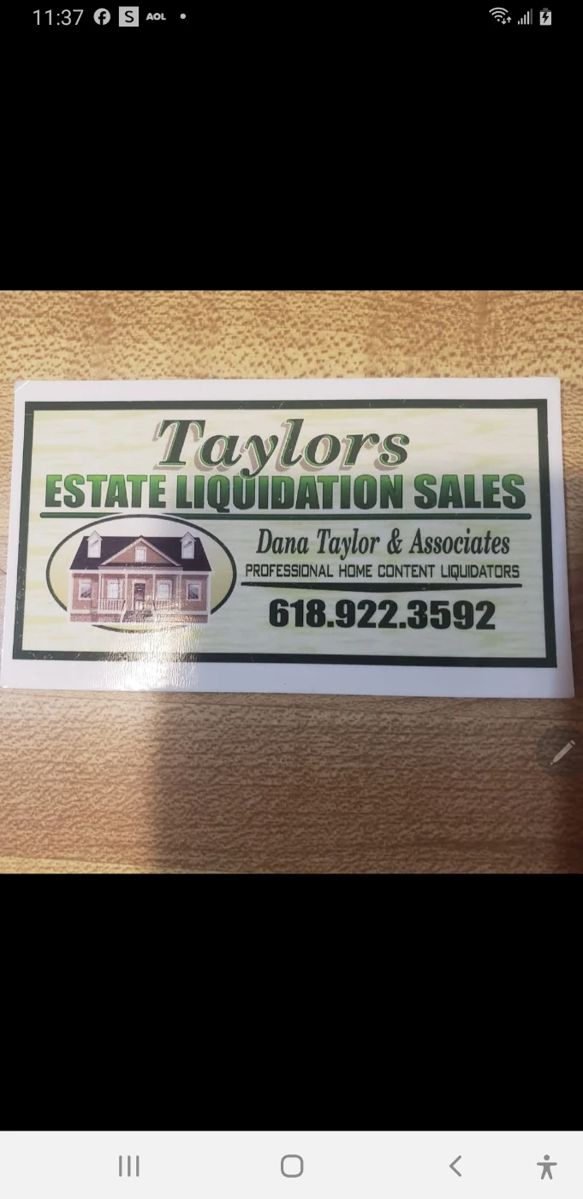 11:37 f S AOL
Taylors
ESTATE LIQUIDATION SALES
Dana Taylor & Associates
PROFESSIONAL HOME CONTENT LIQUIDATORS
618.922.3592